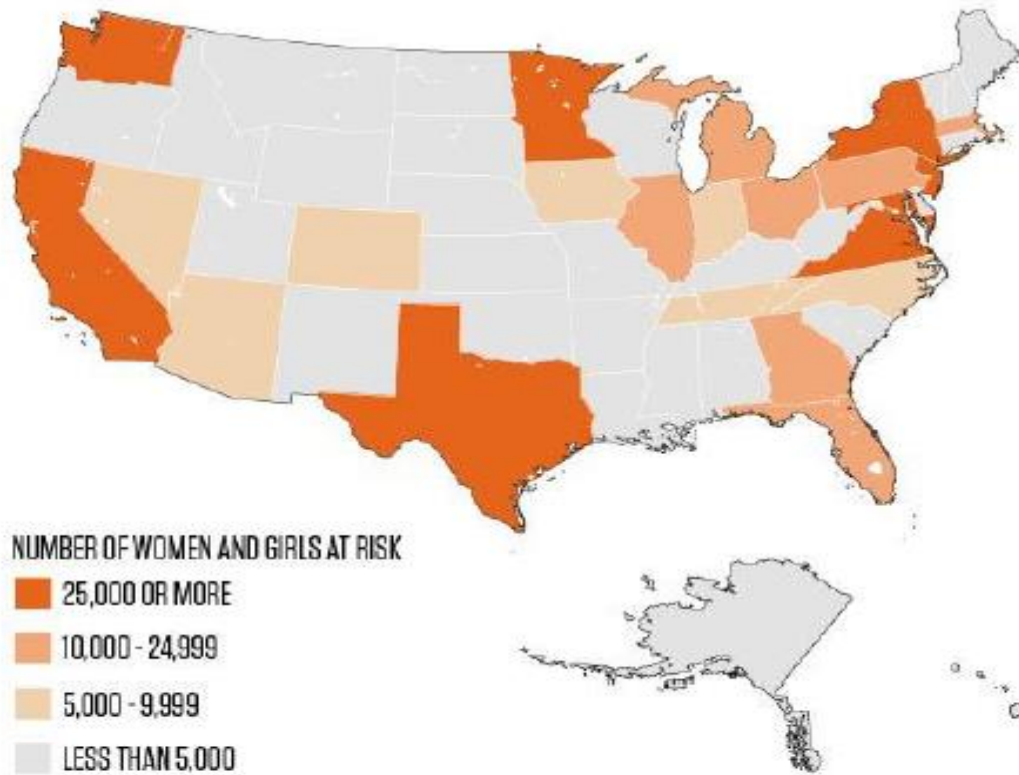 NUMBER OF WOMEN AND GIRLS AT RISK
25,000 OR MORE
10,000 - 24,999
5,000 - 9,999
LESS THAN 5,000